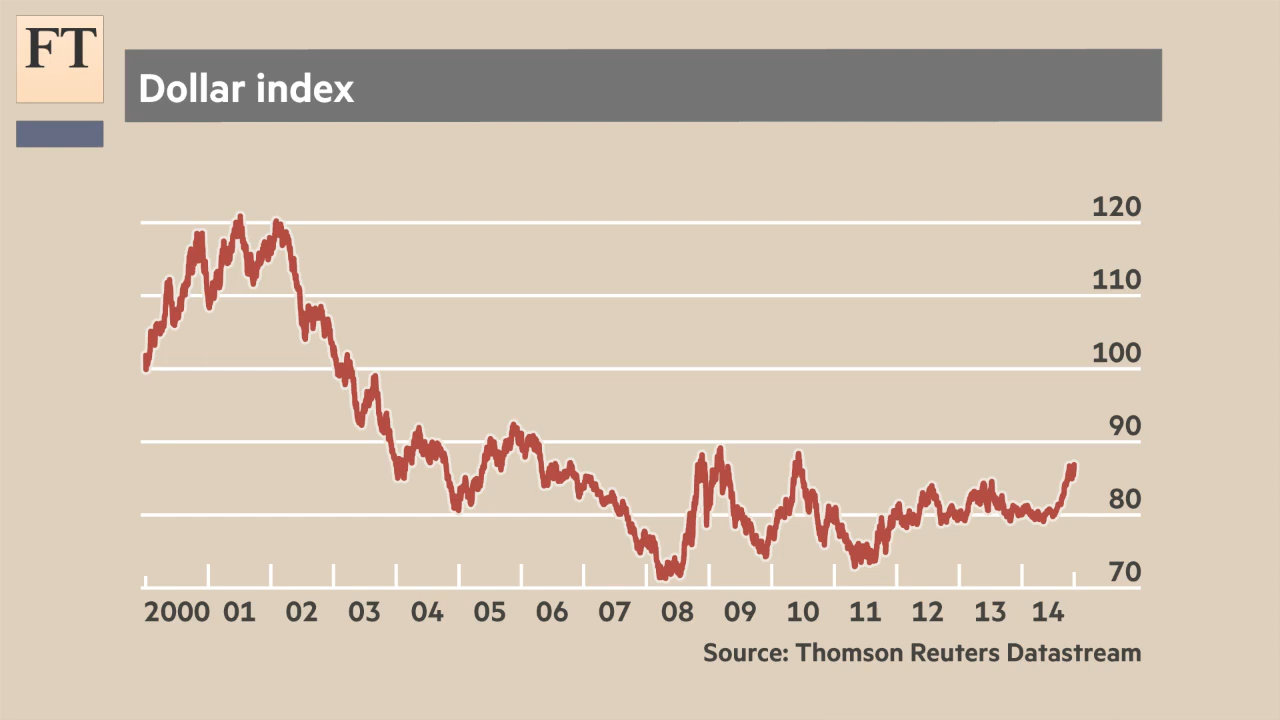 FT
Dollar index
120
110
100
90
80
70
2000 01 02 03 04 05 06 07 08 09 10 11 12 13 14
Source: Thomson Reuters Datastream